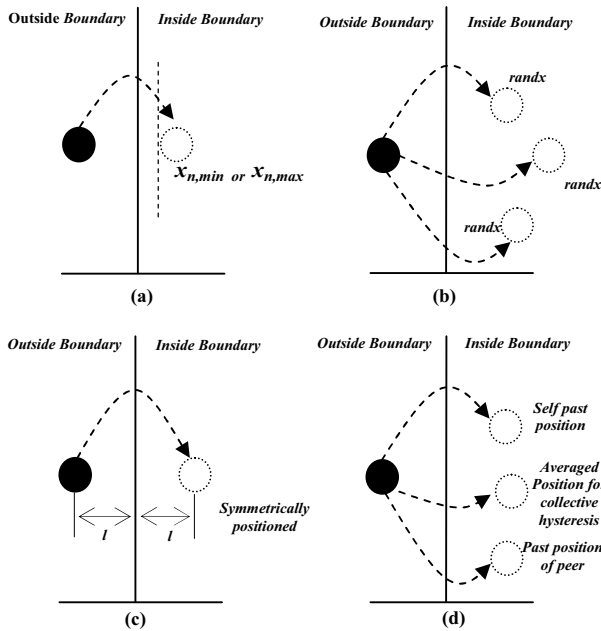 Outside Boundary Inside Boundary
x_{n,min} or x_{n,max}
(a)
Outside Boundary Inside Boundary
randx
randx
randx
(b)
Outside Boundary Inside Boundary
l l
Symmetrically
positioned
(c)
Outside Boundary Inside Boundary
Self past
position
Averaged
Position for
collective
hysteresis
Past position
of peer
(d)